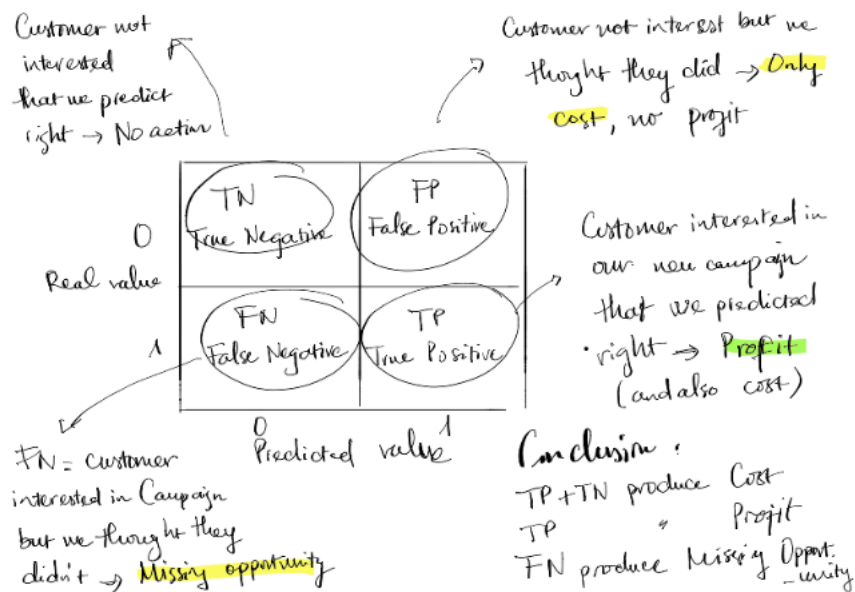 Customer not
interested
that we predict
right → No action
Customer not interest but we
thought they did → Only
cost, no profit
TN
True Negative
FP
False Positive
0
Real value
FN
False Negative
TP
True Positive
1
0
1
Predicted value
Customer interested in
our new campaign
that we predicted
right → Profit
(and also cost)
FN = customer
interested in Campaign
but we thought they
didn't → Missing opportunity
Conclusion:
TP+TN produce Cost
TP " Profit
FN produce Missing Opport
-unity